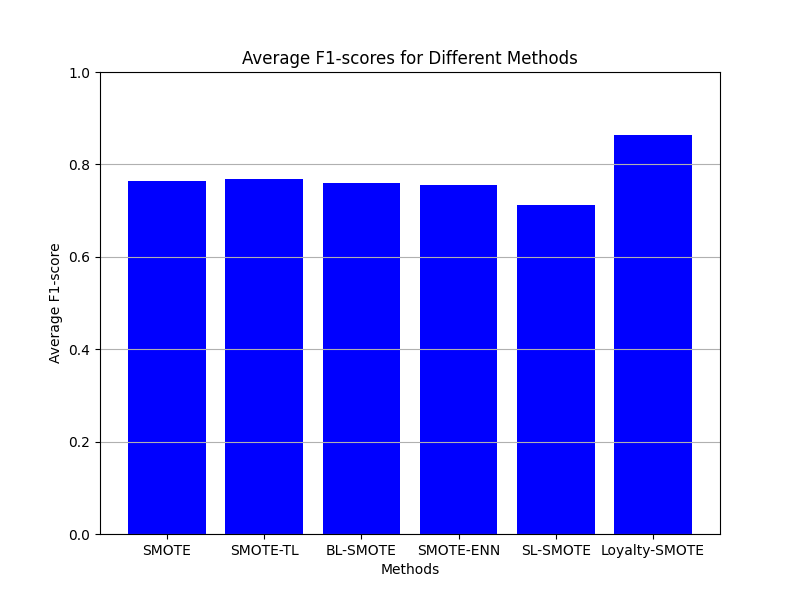 Average F1-scores for Different Methods
1.0
0.8
0.6
0.4
0.2
0.0
Average F1-score
SMOTE SMOTE-TL BL-SMOTE SMOTE-ENN SL-SMOTE Loyalty-SMOTE
Methods